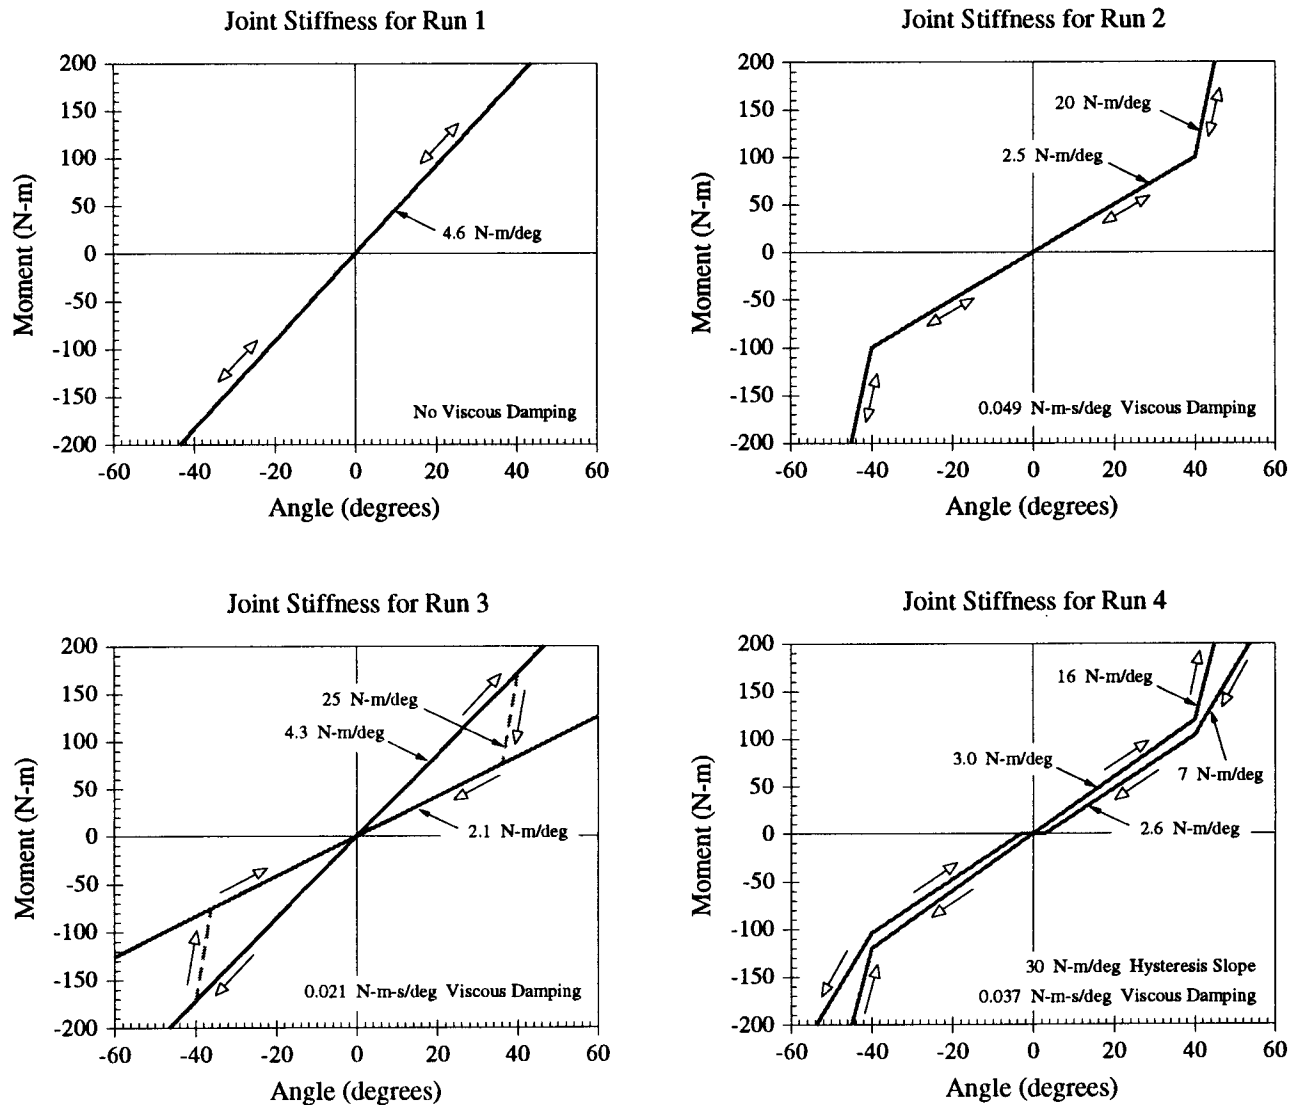 Joint Stiffness for Run 1
200
150
100
50
0
-50
-100
-150
-200
Moment (N-m)
4.6 N-m/deg
No Viscous Damping
-60 -40 -20 0 20 40 60
Angle (degrees)
Joint Stiffness for Run 2
200
150
100
50
0
-50
-100
-150
-200
Moment (N-m)
20 N-m/deg
2.5 N-m/deg
0.049 N-m-s/deg Viscous Damping
-60 -40 -20 0 20 40 60
Angle (degrees)
Joint Stiffness for Run 3
200
150
100
50
0
-50
-100
-150
-200
Moment (N-m)
25 N-m/deg
4.3 N-m/deg
2.1 N-m/deg
0.021 N-m-s/deg Viscous Damping
-60 -40 -20 0 20 40 60
Angle (degrees)
Joint Stiffness for Run 4
200
150
100
50
0
-50
-100
-150
-200
Moment (N-m)
16 N-m/deg
3.0 N-m/deg
7 N-m/deg
2.6 N-m/deg
30 N-m/deg Hysteresis Slope
0.037 N-m-s/deg Viscous Damping
-60 -40 -20 0 20 40 60
Angle (degrees)